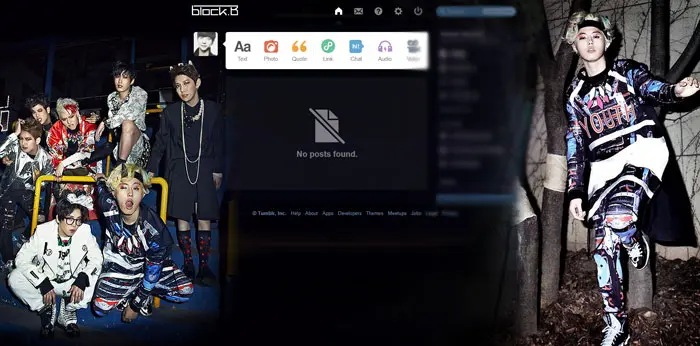 block.B
Aa
Text
Photo
Quote
Link
Chat
Audio
Video
No posts found.
© Tumblr, Inc. Help About Apps Developers Themes Meetups Jobs Legal Privacy
YOUTH